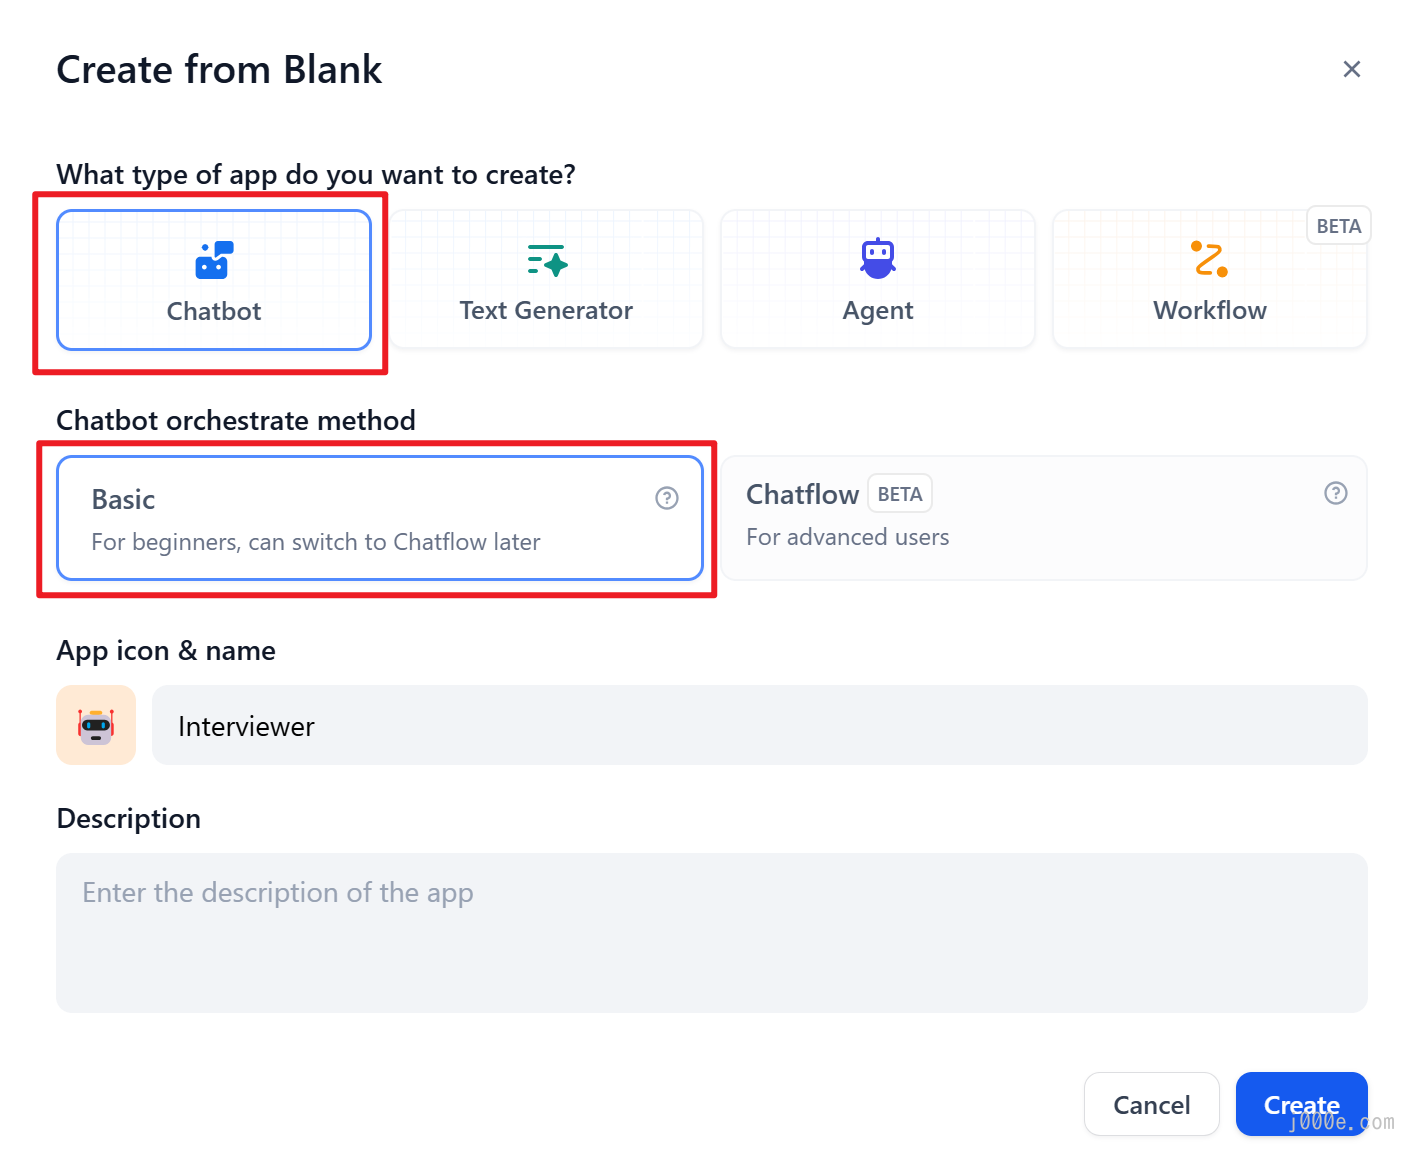 Create from Blank
What type of app do you want to create?
Chatbot
Text Generator
Agent
BETA
Workflow
Chatbot orchestrate method
Basic
For beginners, can switch to Chatflow later
Chatflow BETA
For advanced users
App icon & name
Interviewer
Description
Enter the description of the app
Cancel
Create
j000e.com